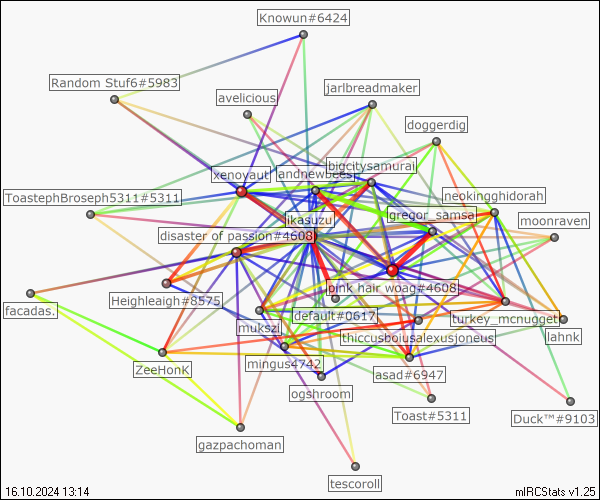 Knowun#6424
Random Stuf6#5983
jarlbreadmaker
avelicious
doggerdig
bigcitysamurai
xenoyaut
andnewbees
ToastephBroseph5311#5311
neokingghidorah
likasuzu
gregor_samsa
moonraven
disaster of passion#4608
pink hair woag#4608
Heighleaigh#8575
facadas.
default#0617
turkey_mcnugget
mukszi
thiccusboiusalexusjoneus
lahnk
ZeeHonK
mingus4742
asad#6947
ogshroom
Toast#5311
Duck™#9103
gazpachoman
tescoroll
16.10.2024 13:14
mIRCStats v1.25